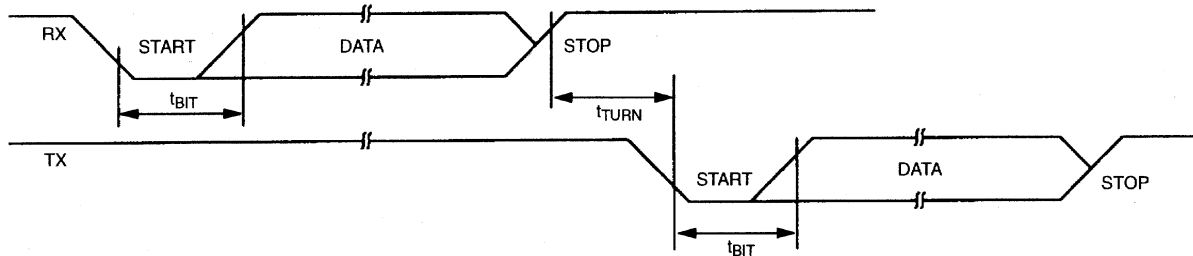 RX
START
DATA
STOP
tBIT
tTURN
TX
START
DATA
STOP
tBIT